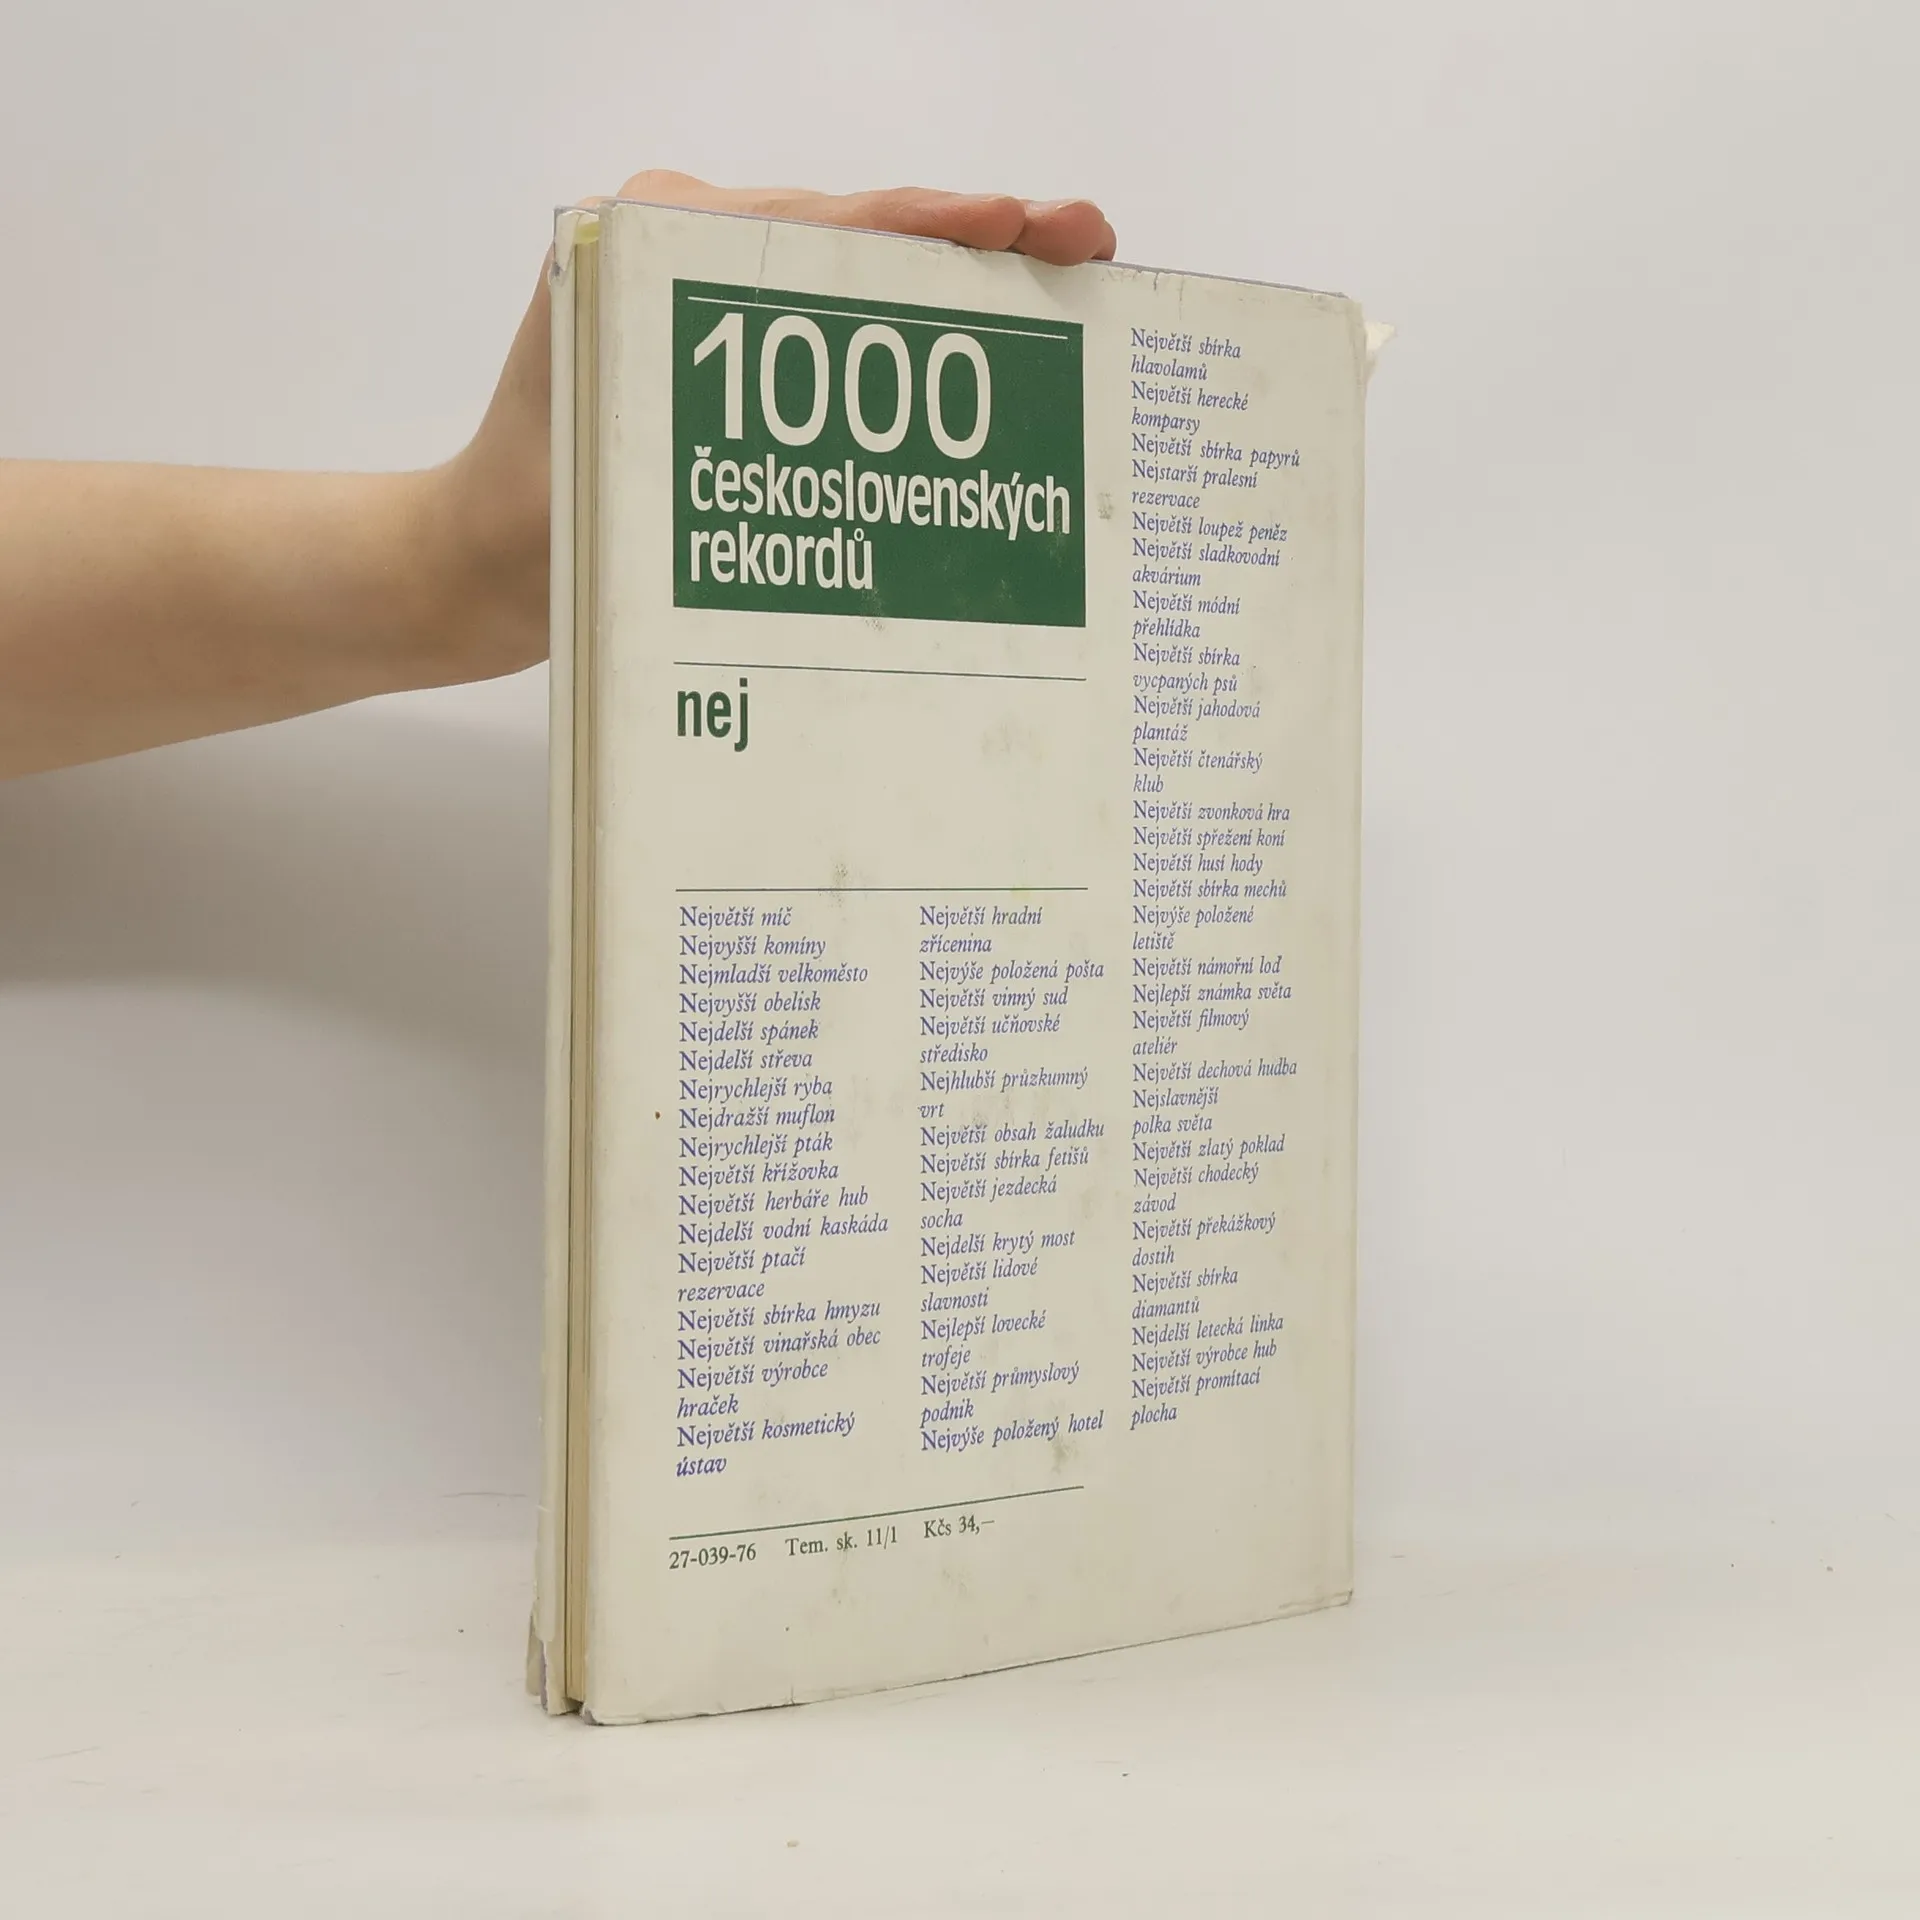 1000
československých
rekordů
nej
Největší míč
Nejvyšší komíny
Nejmladší velkoměsto
Nejvyšší obelisk
Nejdelší spánek
Nejdelší střeva
Nejrychlejší ryba
Nejdražší muflon
Nejrychlejší pták
Největší křížovka
Největší herbáře hub
Nejdelší vodní kaskáda
Největší ptačí
rezervace
Největší sbírka hmyzu
Největší vinařská obec
Největší výrobce
hraček
Největší kosmetický
ústav
Největší hradní
zřícenina
Nejvýše položená pošta
Největší vinný sud
Největší učňovské
středisko
Nejhlubší průzkumný
vrt
Největší obsah žaludku
Největší sbírka fetišů
Největší jezdecká
socha
Nejdelší krytý most
Největší lidové
slavnosti
Nejlepší lovecké
trofeje
Největší průmyslový
podnik
Nejvýše položený hotel
Největší sbírka
hlavolamů
Největší herecké
komparsy
Největší sbírka papyrů
Nejstarší pralesní
rezervace
Největší loupež peněz
Největší sladkovodní
akvárium
Největší módní
přehlídka
Největší sbírka
vycpaných psů
Největší jahodová
plantáž
Největší čtenářský
klub
Největší zvonková hra
Největší spřežení koní
Největší husí hody
Největší sbírka mechů
Nejvýše položené
letiště
Největší námořní loď
Nejlepší známka světa
Největší filmový
ateliér
Největší dechová hudba
Nejslavnější
polka světa
Největší zlatý poklad
Největší chodecký
závod
Největší překážkový
dostih
Největší sbírka
diamantů
Nejdelší letecká linka
Největší výrobce hub
Největší promítací
plocha
27-039-76 Tem. sk. 11/1 Kčs 34,—